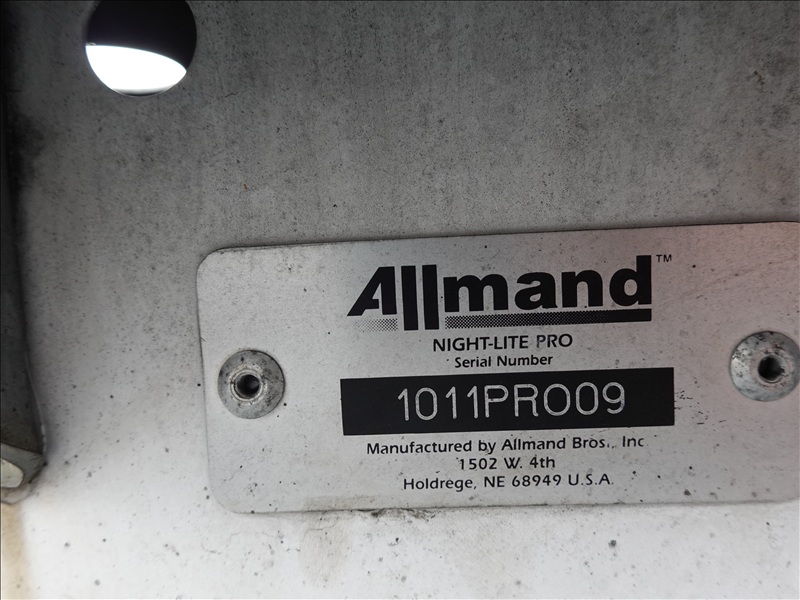 Allmand™
NIGHT-LITE PRO
Serial Number
1011PRO09
Manufactured by Allmand Bros., Inc
1502 W. 4th
Holdrege, NE 68949 U.S.A.